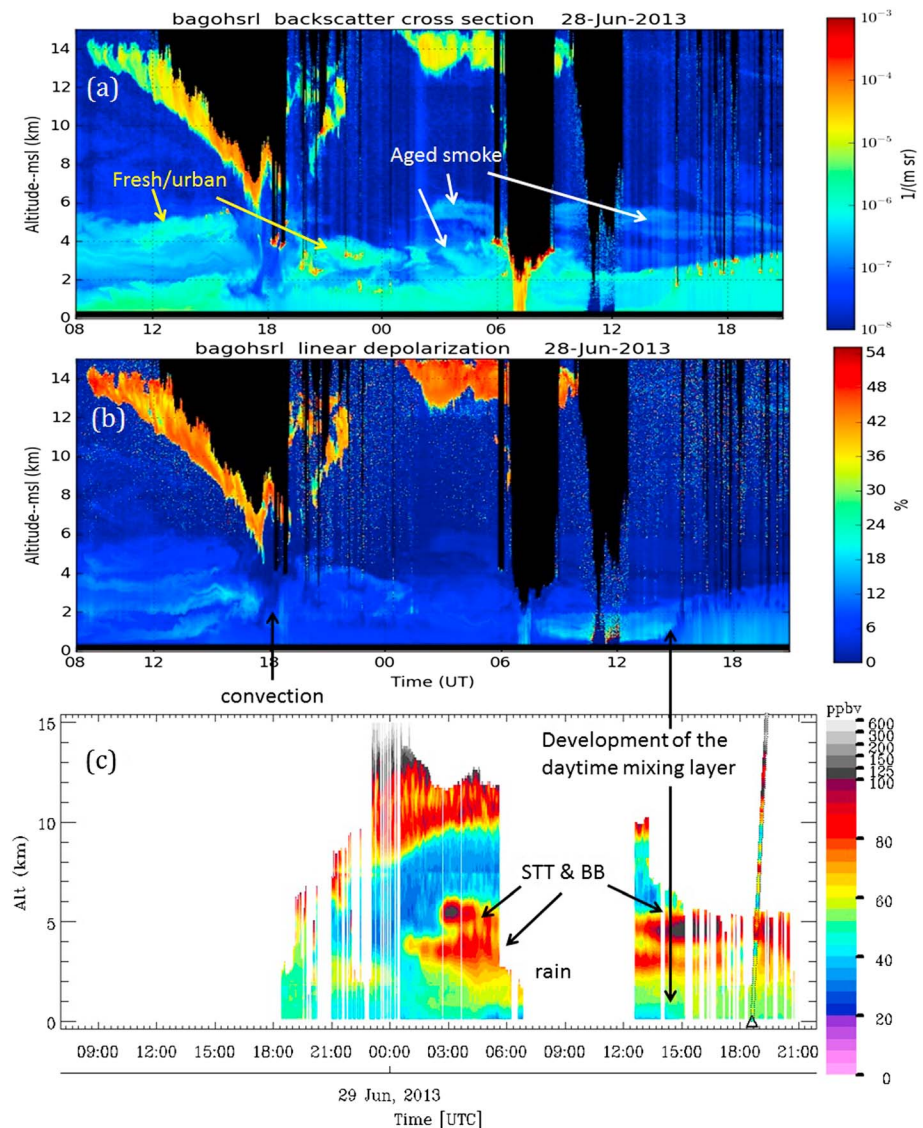 bagohsrl backscatter cross section 28-Jun-2013
(a)
Fresh/urban
Aged smoke
Altitude--msl (km)
14
12
10
8
6
4
2
0
08 12 18 00 06 12 18
10⁻³
10⁻⁴
10⁻⁵
10⁻⁶
10⁻⁷
10⁻⁸
1/(m sr)
bagohsrl linear depolarization 28-Jun-2013
(b)
Altitude--msl (km)
14
12
10
8
6
4
2
0
08 12 18 00 06 12 18
Time (UT)
54
48
42
36
30
24
18
12
6
0
%
convection
(c)
Development of the
daytime mixing layer
STT & BB
rain
Alt (km)
15
10
5
0
09:00 12:00 15:00 18:00 21:00 00:00 03:00 06:00 09:00 12:00 15:00 18:00 21:00
29 Jun, 2013
Time [UTC]
ppbv
600
300
200
150
125
100
80
60
40
20
0